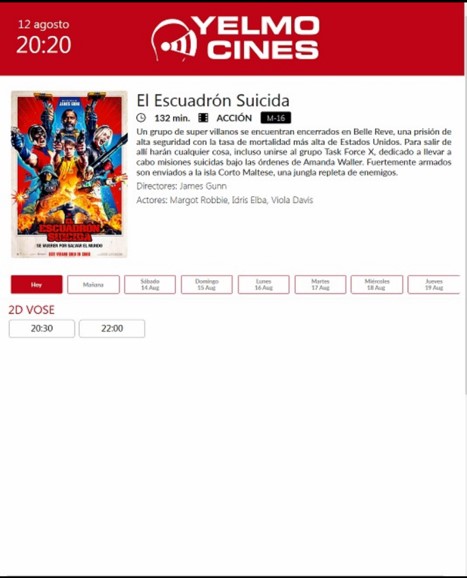 12 agosto
20:20
YELMO
CINES
El Escuadrón Suicida
132 min. ACCIÓN M-16
Un grupo de super villanos se encuentran encerrados en Belle Reve, una prisión de
alta seguridad con la tasa de mortalidad más alta de Estados Unidos. Para salir de
allí harán cualquier cosa, incluso unirse al grupo Task Force X, dedicado a llevar a
cabo misiones suicidas bajo las órdenes de Amanda Waller. Fuertemente armados
son enviados a la isla Corto Maltese, una jungla repleta de enemigos.
Directores: James Gunn
Actores: Margot Robbie, Idris Elba, Viola Davis
JAMES GUNN
EL
ESCUADRÓN
SUICIDA
SE MUEREN POR SALVAR EL MUNDO
Hoy
Mañana
Sábado
14 Aug
Domingo
15 Aug
Lunes
16 Aug
Martes
17 Aug
Miércoles
18 Aug
Jueves
19 Aug
2D VOSE
20:30
22:00